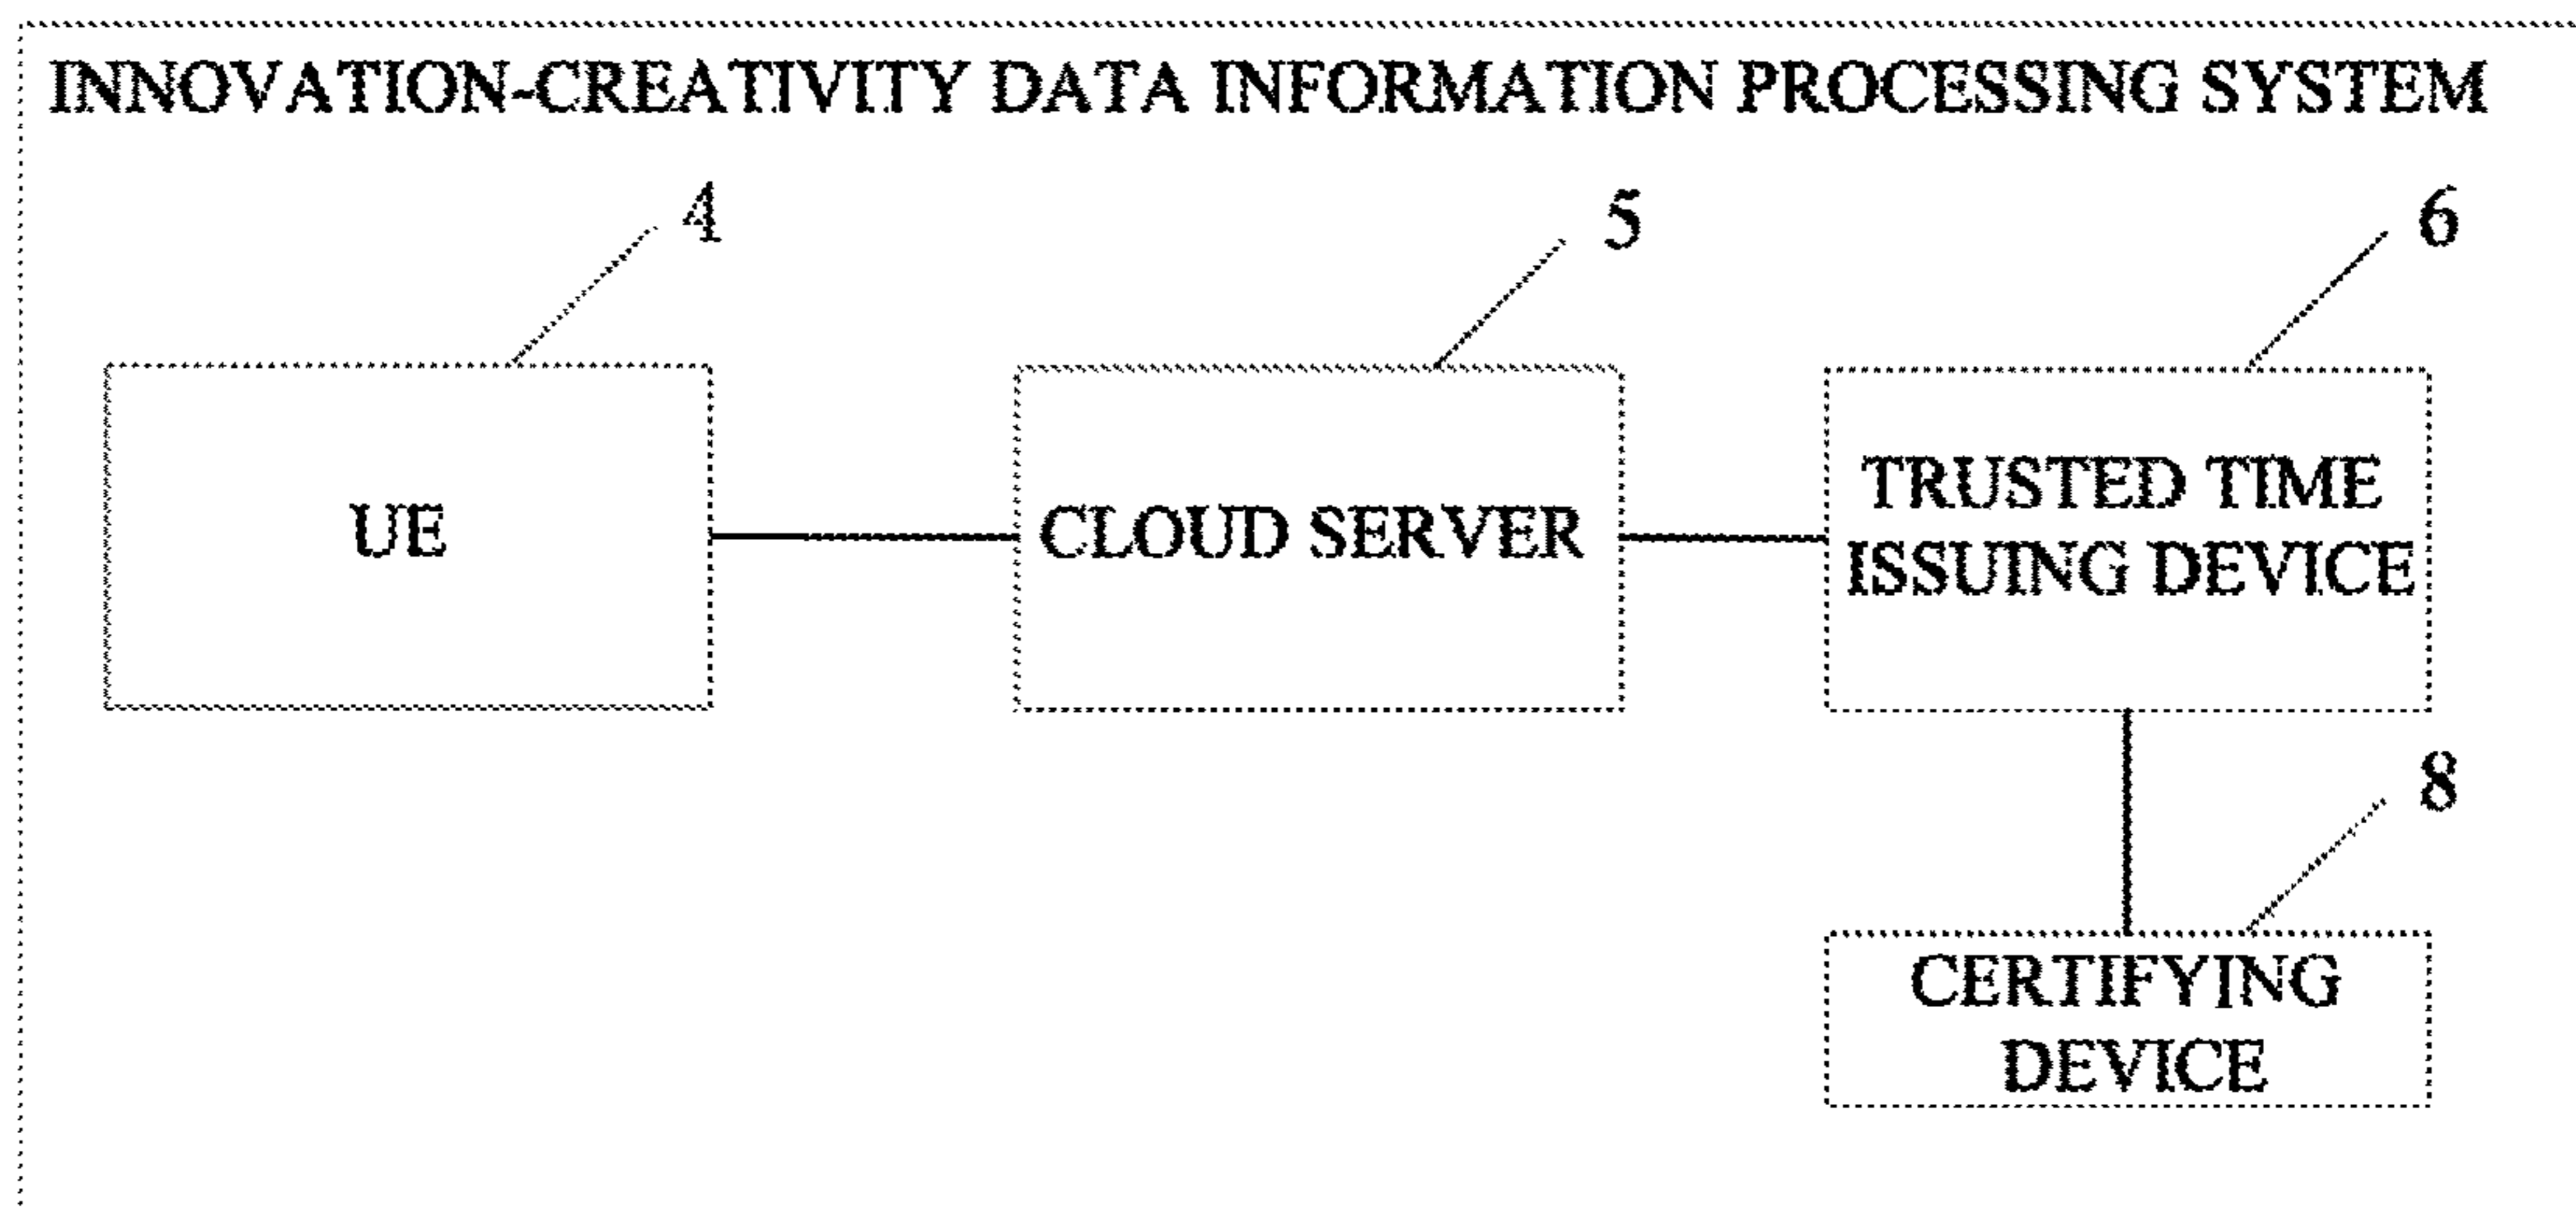 INNOVATION-CREATIVITY DATA INFORMATION PROCESSING SYSTEM
4
5
6
UE
CLOUD SERVER
TRUSTED TIME
ISSUING DEVICE
8
CERTIFYING
DEVICE